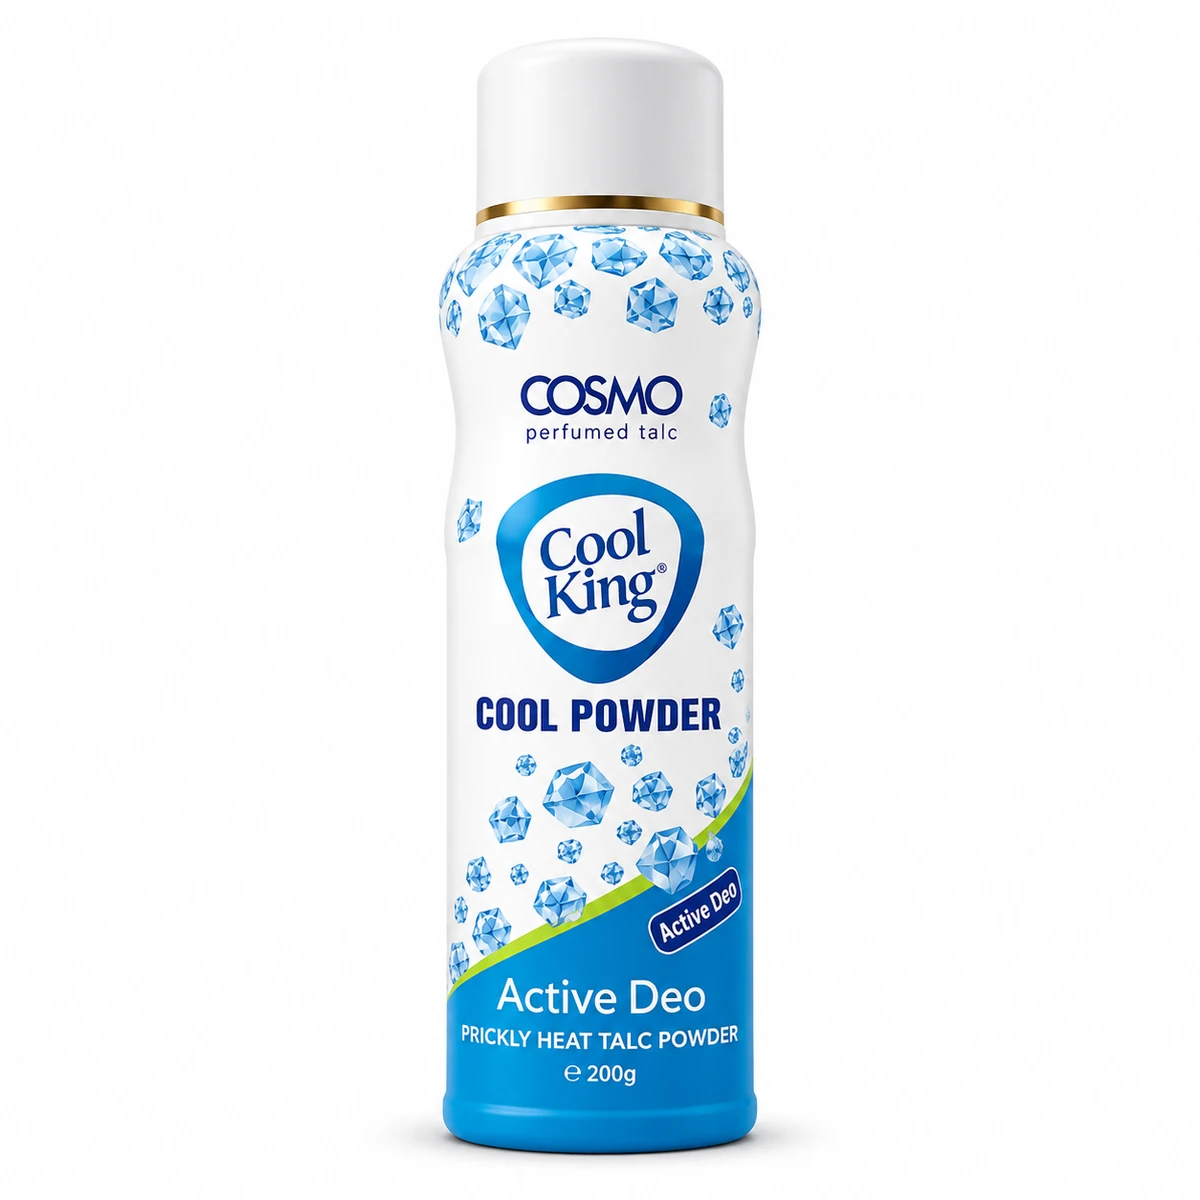 COSMO
perfumed talc
Cool
King®
COOL POWDER
Active Deo
Active Deo
PRICKLY HEAT TALC POWDER
℮ 200g